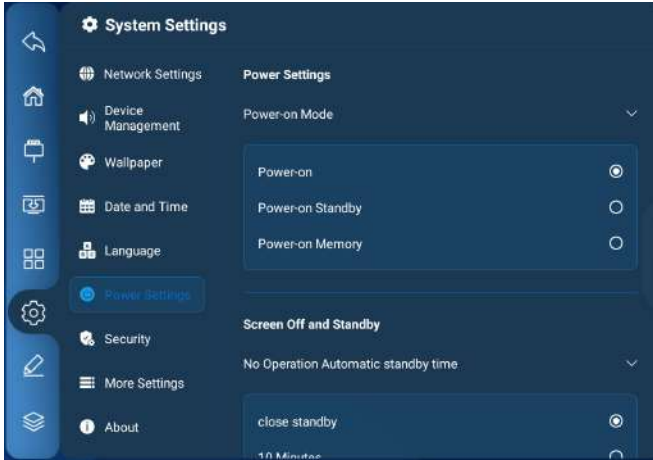 System Settings
Network Settings
Device
Management
Wallpaper
Date and Time
Language
Power Settings
Security
More Settings
About
Power Settings
Power-on Mode
Power-on
Power-on Standby
Power-on Memory
Screen Off and Standby
No Operation Automatic standby time
close standby
10 Minutes